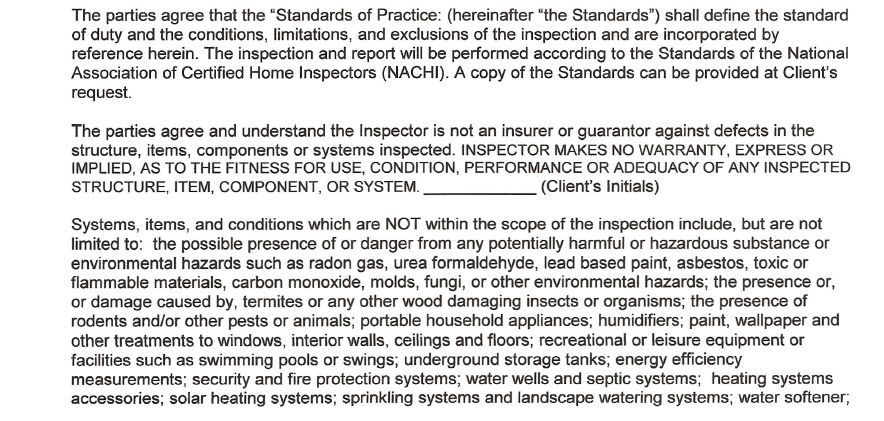 The parties agree that the “Standards of Practice: (hereinafter “the Standards”) shall define the standard
of duty and the conditions, limitations, and exclusions of the inspection and are incorporated by
reference herein. The inspection and report will be performed according to the Standards of the National
Association of Certified Home Inspectors (NACHI). A copy of the Standards can be provided at Client’s
request.
The parties agree and understand the Inspector is not an insurer or guarantor against defects in the
structure, items, components or systems inspected. INSPECTOR MAKES NO WARRANTY, EXPRESS OR
IMPLIED, AS TO THE FITNESS FOR USE, CONDITION, PERFORMANCE OR ADEQUACY OF ANY INSPECTED
STRUCTURE, ITEM, COMPONENT, OR SYSTEM. ______________ (Client’s Initials)
Systems, items, and conditions which are NOT within the scope of the inspection include, but are not
limited to:  the possible presence of or danger from any potentially harmful or hazardous substance or
environmental hazards such as radon gas, urea formaldehyde, lead based paint, asbestos, toxic or
flammable materials, carbon monoxide, molds, fungi, or other environmental hazards; the presence or,
or damage caused by, termites or any other wood damaging insects or organisms; the presence of
rodents and/or other pests or animals; portable household appliances; humidifiers; paint, wallpaper and
other treatments to windows, interior walls, ceilings and floors; recreational or leisure equipment or
facilities such as swimming pools or swings; underground storage tanks; energy efficiency
measurements; security and fire protection systems; water wells and septic systems;  heating systems
accessories; solar heating systems; sprinkling systems and landscape watering systems; water softener;